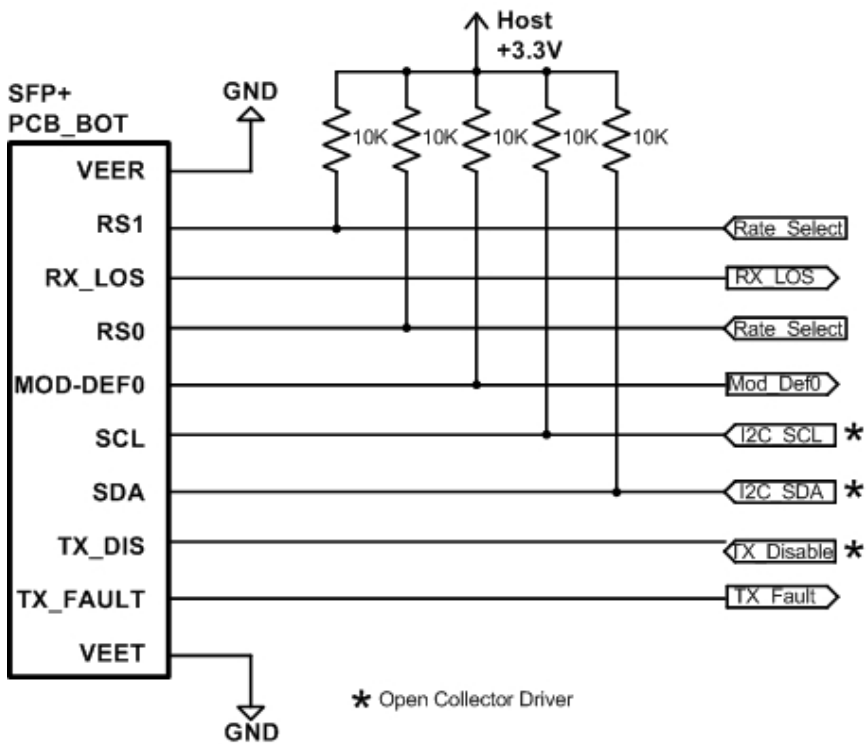 Host
+3.3V
SFP+
PCB_BOT
GND
10K 10K 10K 10K 10K
VEER
RS1 Rate_Select
RX_LOS RX_LOS
RS0 Rate_Select
MOD-DEF0 Mod_Def0
SCL I2C_SCL *
SDA I2C_SDA *
TX_DIS TX_Disable *
TX_FAULT TX_Fault
VEET
* Open Collector Driver
GND